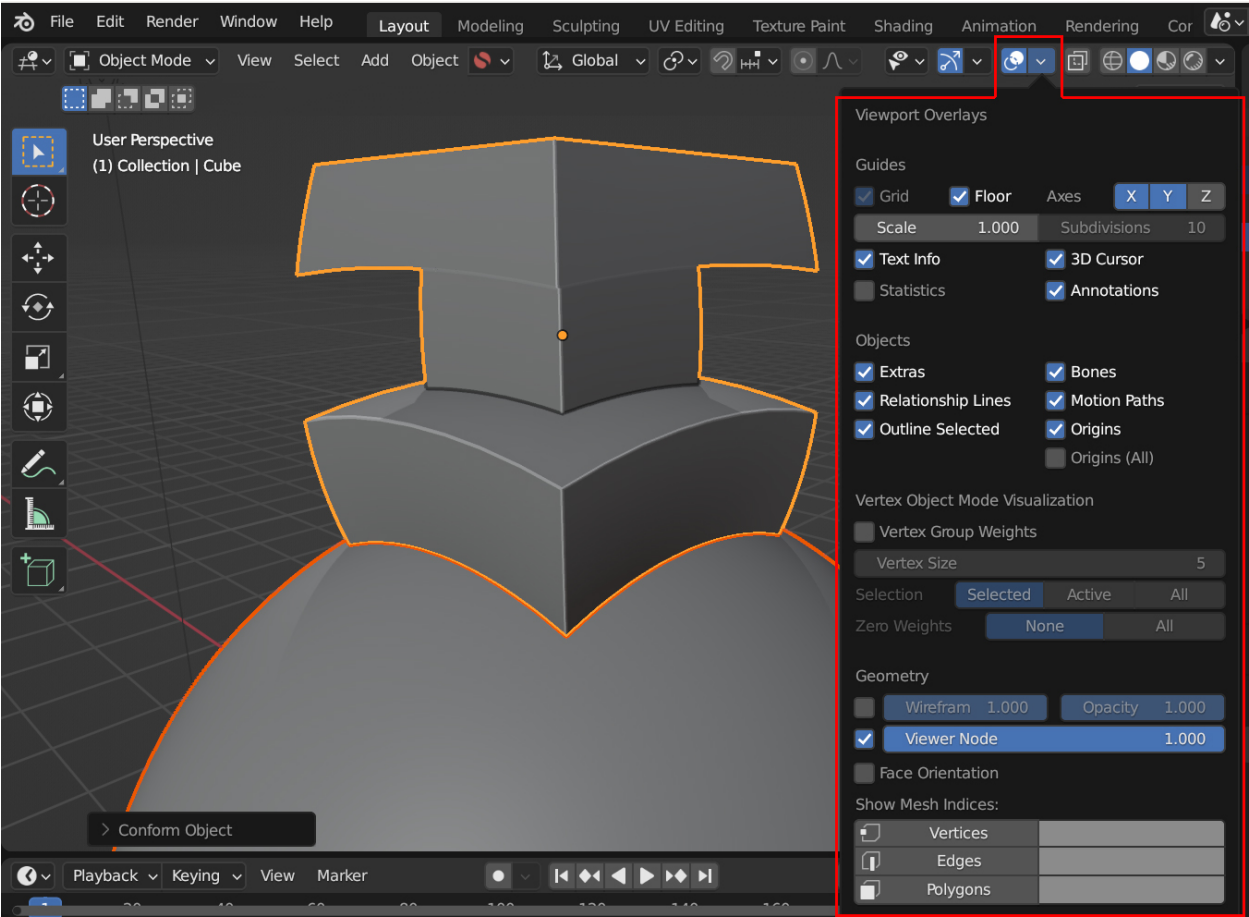 File Edit Render Window Help Layout Modeling Sculpting UV Editing Texture Paint Shading Animation Rendering Cor
Object Mode View Select Add Object Global
User Perspective
(1) Collection | Cube
Viewport Overlays
Guides
Grid Floor Axes X Y Z
Scale 1.000 Subdivisions 10
Text Info 3D Cursor
Statistics Annotations
Objects
Extras Bones
Relationship Lines Motion Paths
Outline Selected Origins
Origins (All)
Vertex Object Mode Visualization
Vertex Group Weights
Vertex Size 5
Selection Selected Active All
Zero Weights None All
Geometry
Wirefram 1.000 Opacity 1.000
Viewer Node 1.000
Face Orientation
Show Mesh Indices:
Vertices
Edges
Polygons
Conform Object
Playback Keying View Marker